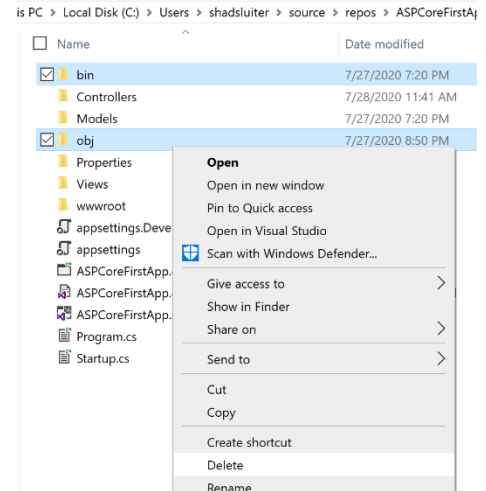 is PC > Local Disk (C:) > Users > shadsluiter > source > repos > ASPCoreFirstAp
Name Date modified
bin 7/27/2020 7:20 PM
Controllers 7/28/2020 11:41 AM
Models 7/27/2020 7:20 PM
obj 7/27/2020 8:50 PM
Properties
Views
wwwroot
appsettings.Deve
appsettings
ASPCoreFirstApp.
ASPCoreFirstApp.
ASPCoreFirstApp.
Program.cs
Startup.cs
Open
Open in new window
Pin to Quick access
Open in Visual Studio
Scan with Windows Defender...
Give access to
Show in Finder
Share on
Send to
Cut
Copy
Create shortcut
Delete
Rename